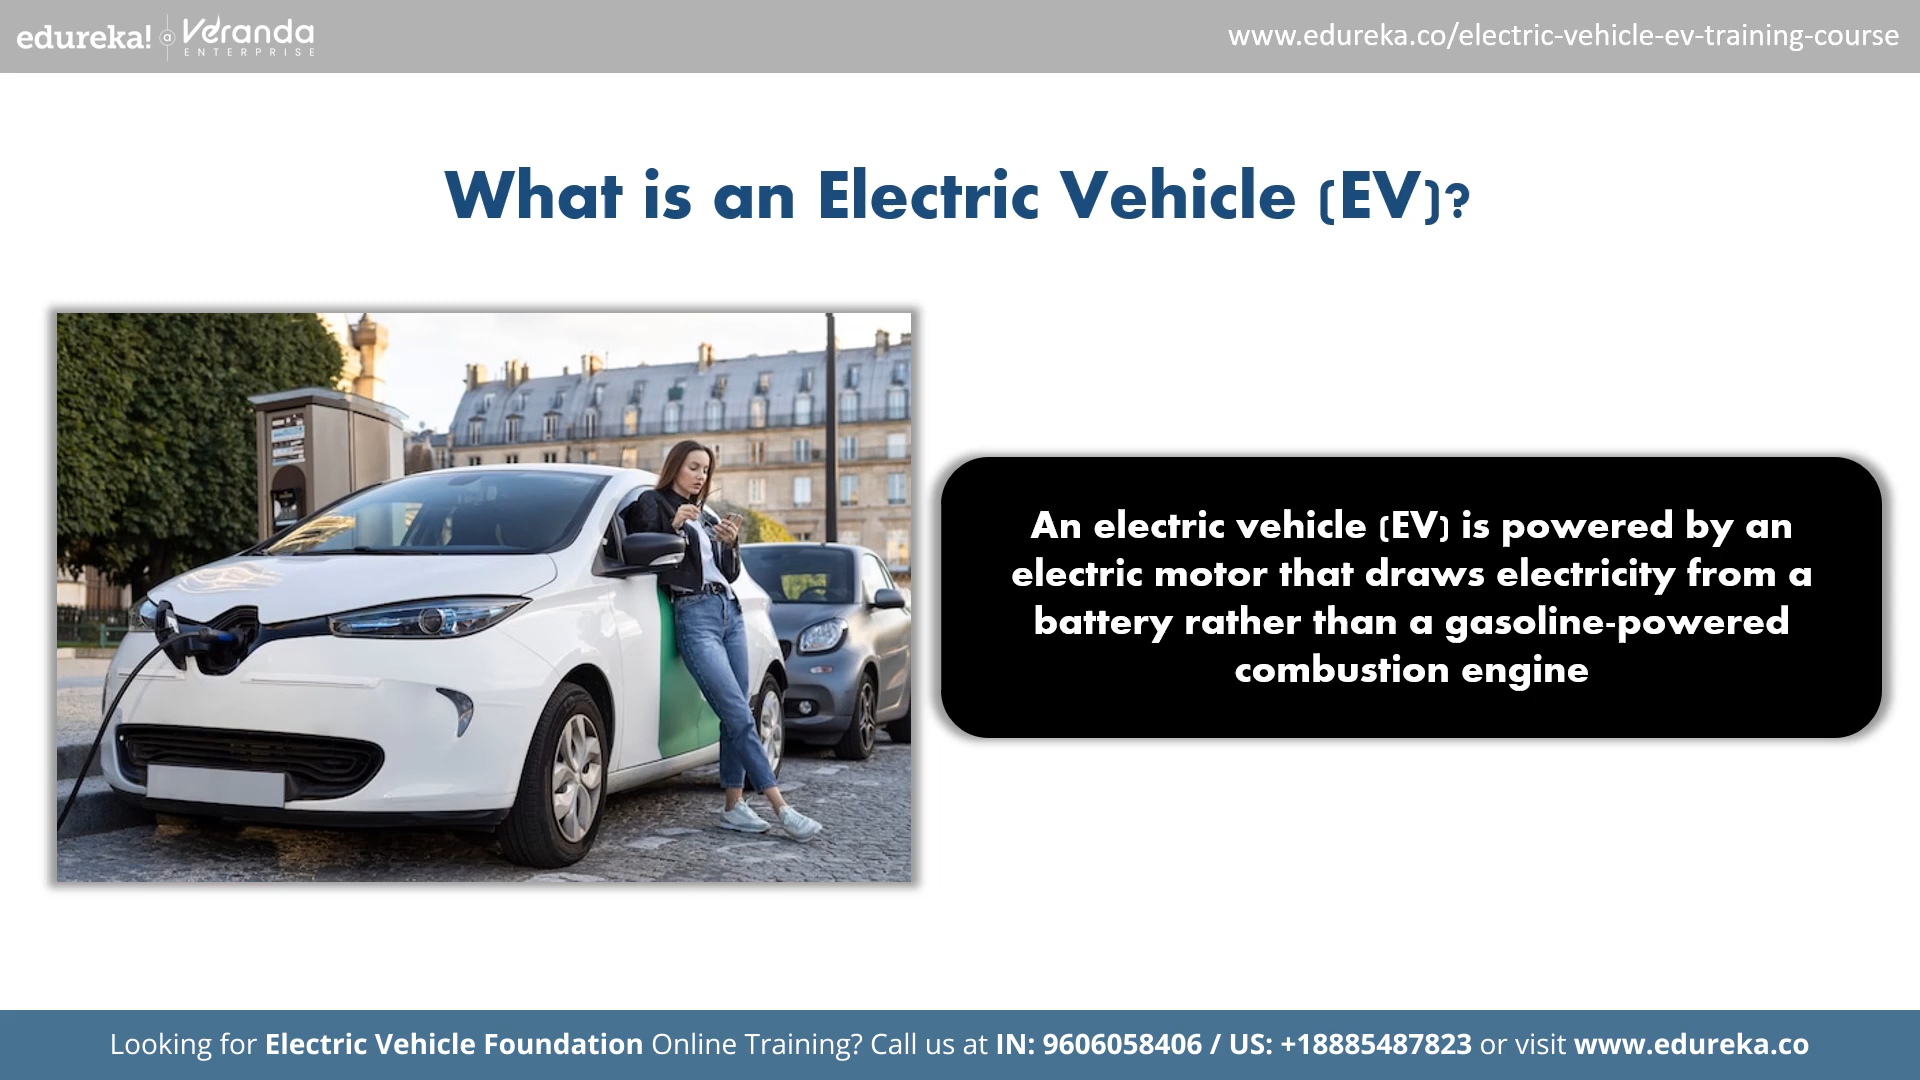 edureka! a Veranda
ENTERPRISE
www.edureka.co/electric-vehicle-ev-training-course
What is an Electric Vehicle (EV)?
An electric vehicle (EV) is powered by an
electric motor that draws electricity from a
battery rather than a gasoline-powered
combustion engine
Looking for Electric Vehicle Foundation Online Training? Call us at IN: 9606058406 / US: +18885487823 or visit www.edureka.co